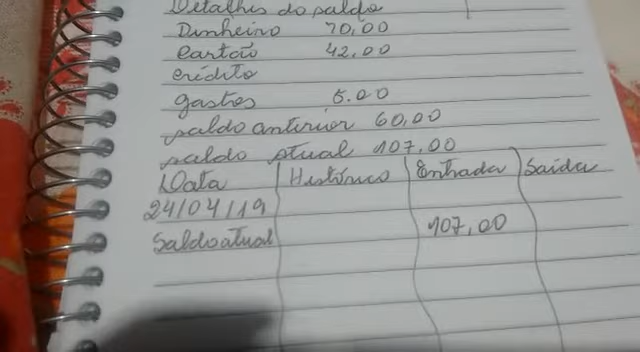 Detalhes do saldo
Dinheiro 70,00
Cartão 42,00
crédito
gastos 5.00
saldo anterior 60,00
saldo atual 107,00
Data Histórico Entrada Saída
24/04/19
Saldo atual 107,00